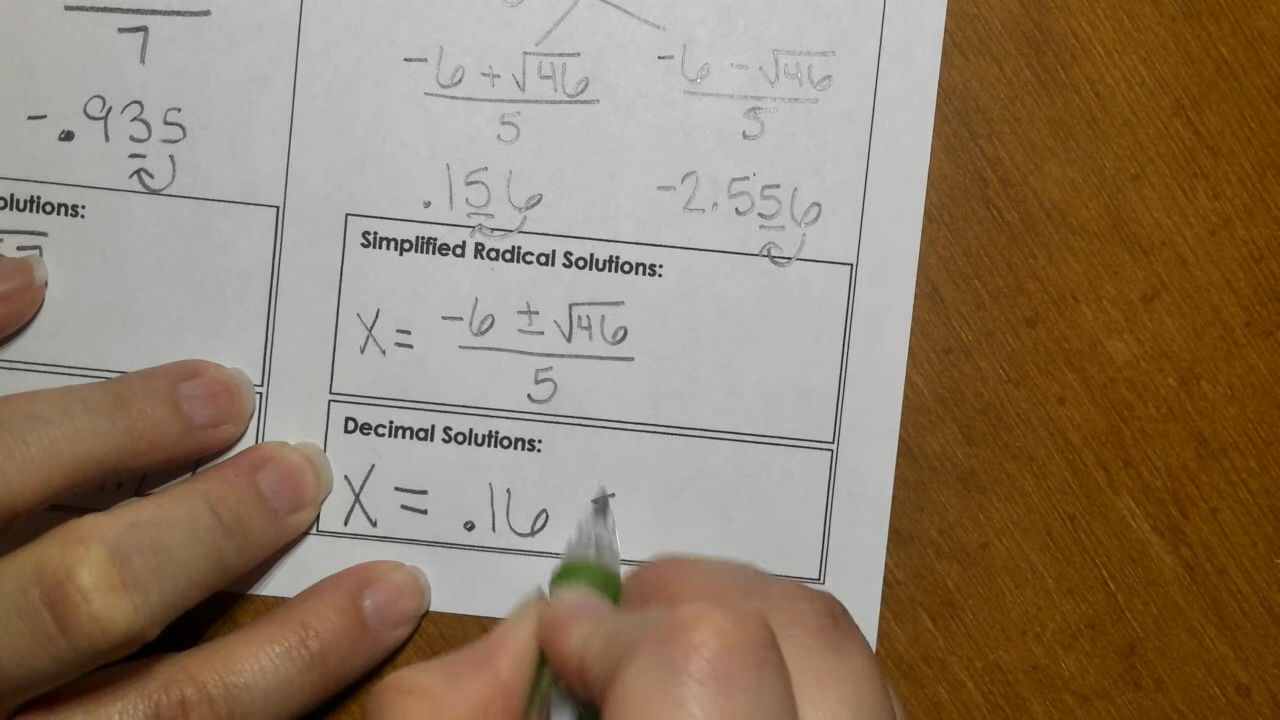 7
-.935
olutions:
-6 + √46 -6 - √46
5 5
.156 -2.556
Simplified Radical Solutions:
X = -6 ± √46
5
Decimal Solutions:
X = .16